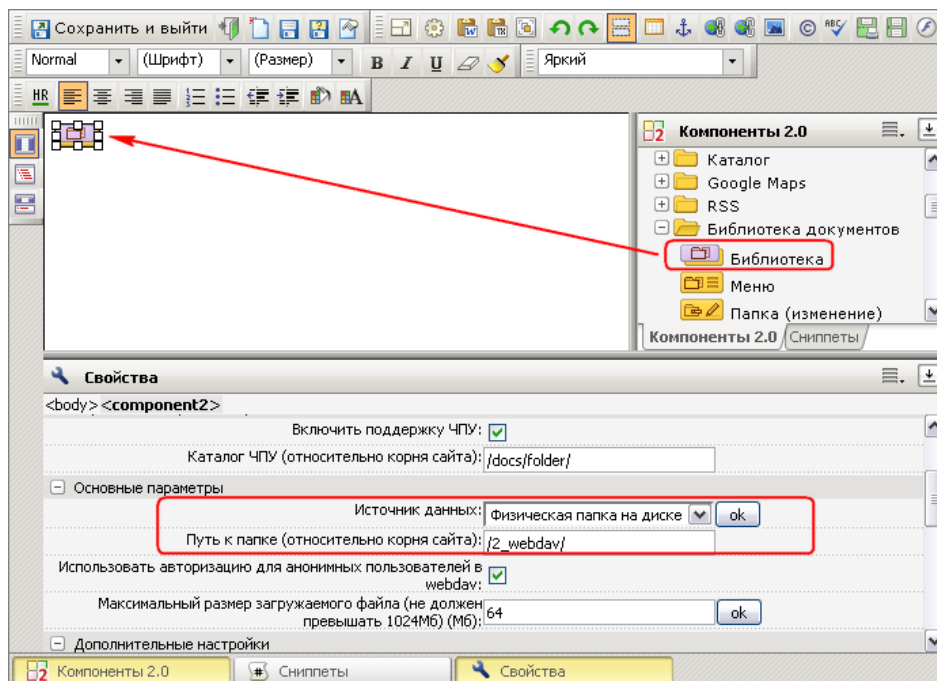 Сохранить и выйти
Normal (Шрифт) (Размер) B I U Яркий
HR
Компоненты 2.0
Каталог
Google Maps
RSS
Библиотека документов
Библиотека
Меню
Папка (изменение)
Компоненты 2.0 Сниппеты
Свойства
<body><component2>
Включить поддержку ЧПУ:
Каталог ЧПУ (относительно корня сайта): /docs/folder/
Основные параметры
Источник данных: Физическая папка на диске ok
Путь к папке (относительно корня сайта): /2_webdav/
Использовать авторизацию для анонимных пользователей в
webdav:
Максимальный размер загружаемого файла (не должен
превышать 1024Мб) (Мб): 64 ok
Дополнительные настройки
Компоненты 2.0 Сниппеты Свойства